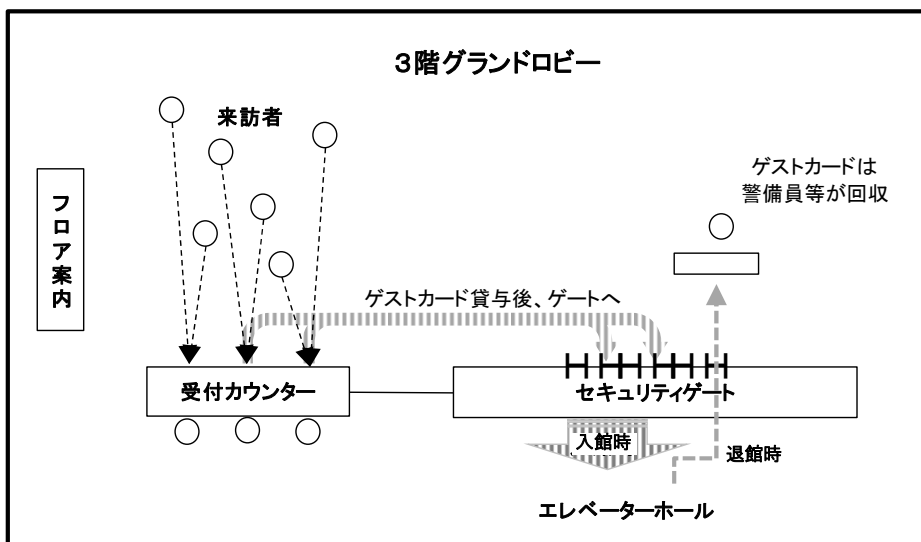 ３階グランドロビー
来訪者
フロア案内
ゲストカードは
警備員等が回収
ゲストカード貸与後、ゲートへ
受付カウンター
セキュリティゲート
入館時
退館時
エレベーターホール